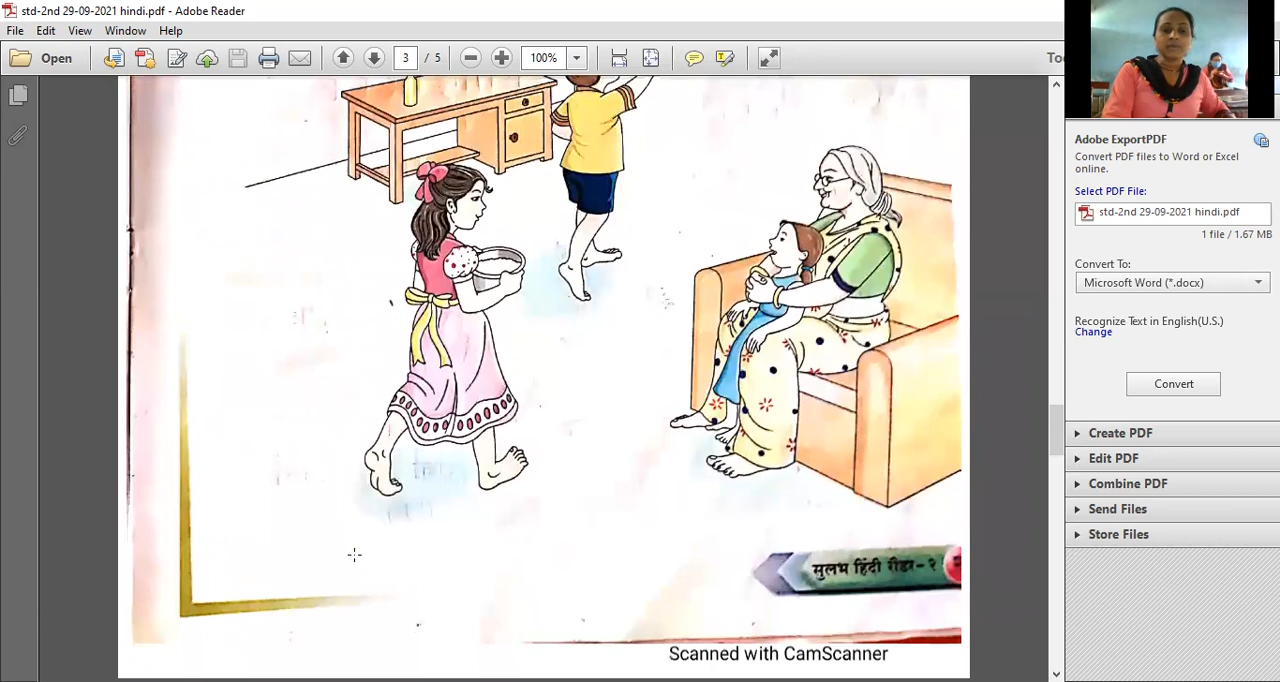 std-2nd 29-09-2021 hindi.pdf - Adobe Reader
File Edit View Window Help
Open 3 / 5 100%
Adobe ExportPDF
Convert PDF files to Word or Excel
online.
Select PDF File:
std-2nd 29-09-2021 hindi.pdf
1 file / 1.67 MB
Convert To:
Microsoft Word (*.docx)
Recognize Text in English(U.S.)
Change
Convert
Create PDF
Edit PDF
Combine PDF
Send Files
Store Files
सुलभ हिंदी रीडर-२
Scanned with CamScanner